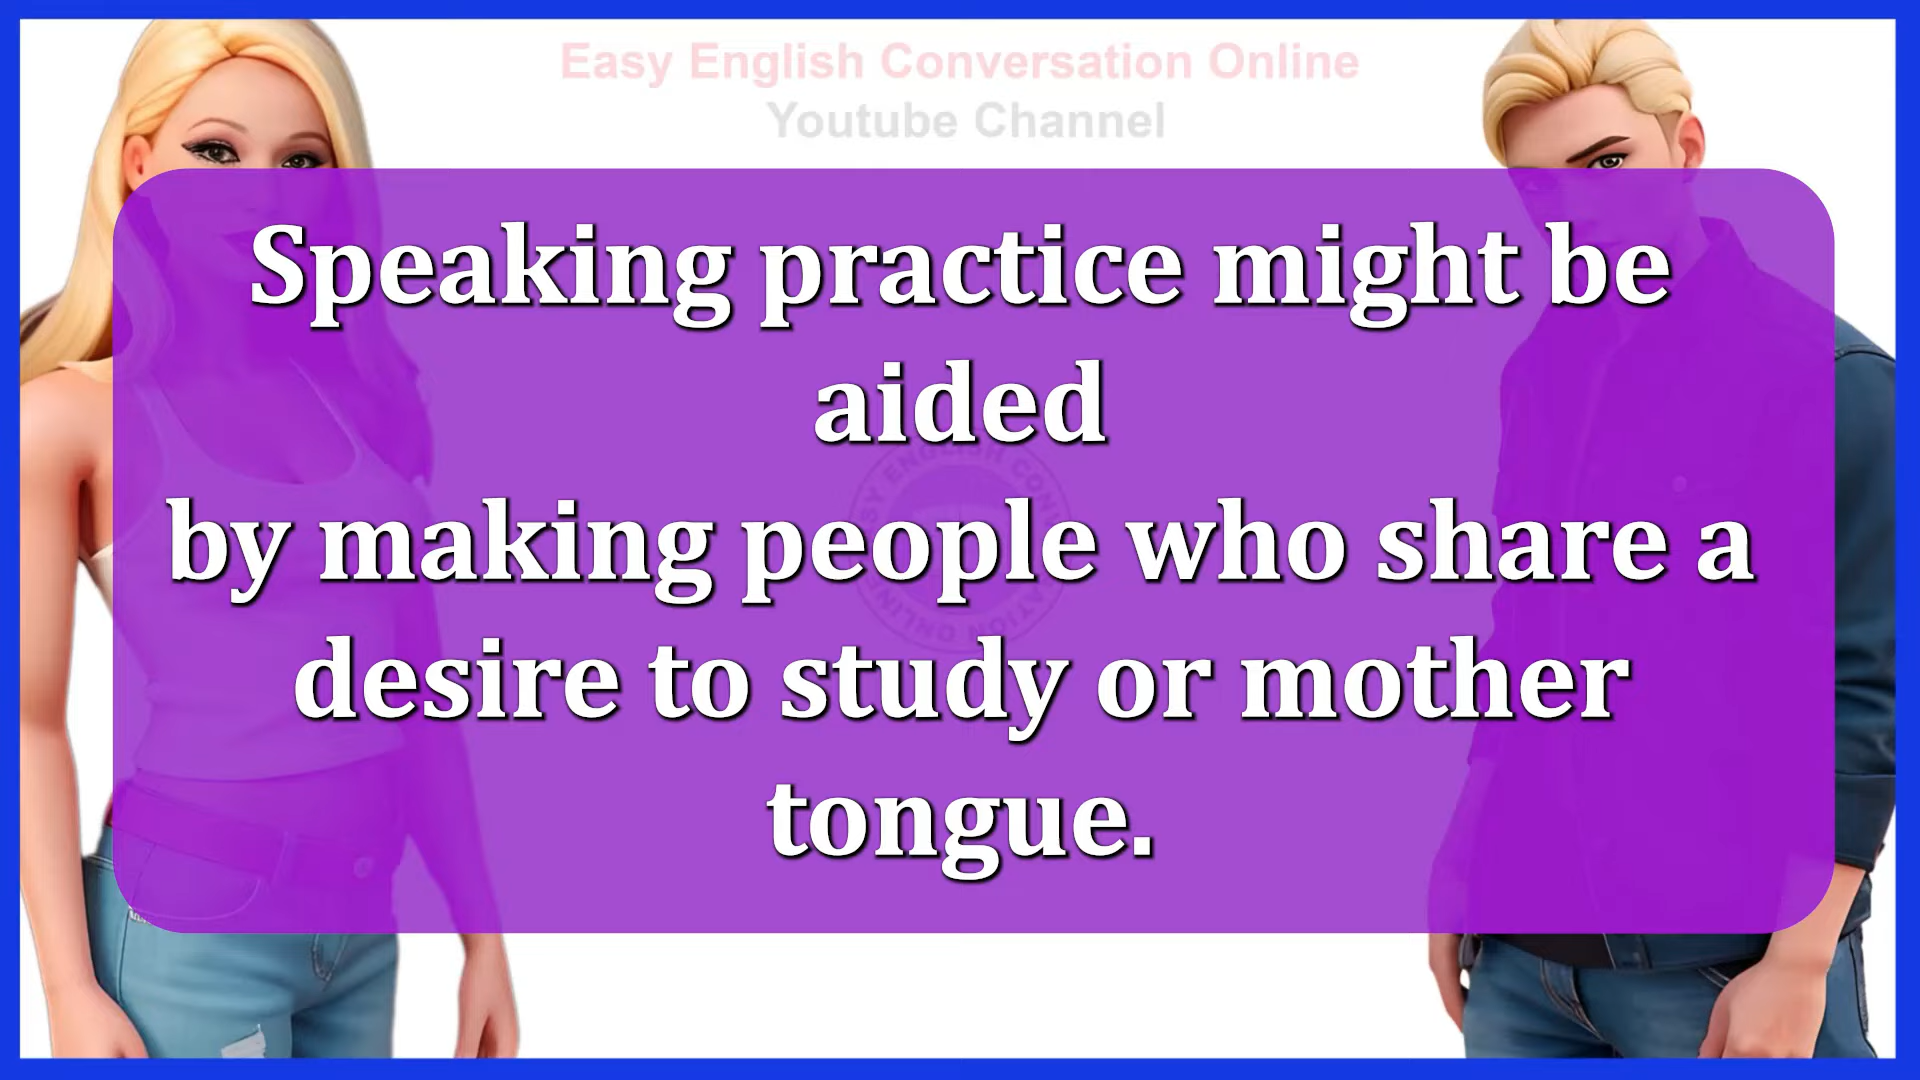 Easy English Conversation Online
Youtube Channel
Speaking practice might be
aided
by making people who share a
desire to study or mother
tongue.